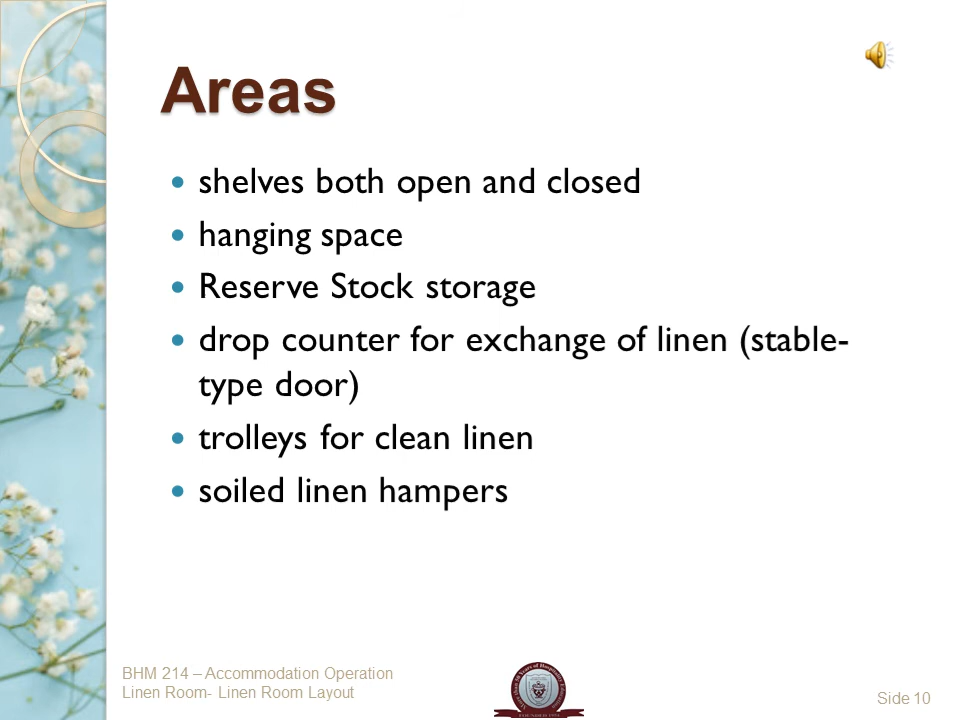 Areas
• shelves both open and closed
• hanging space
• Reserve Stock storage
• drop counter for exchange of linen (stable-
type door)
• trolleys for clean linen
• soiled linen hampers
BHM 214 – Accommodation Operation
Linen Room- Linen Room Layout
Side 10